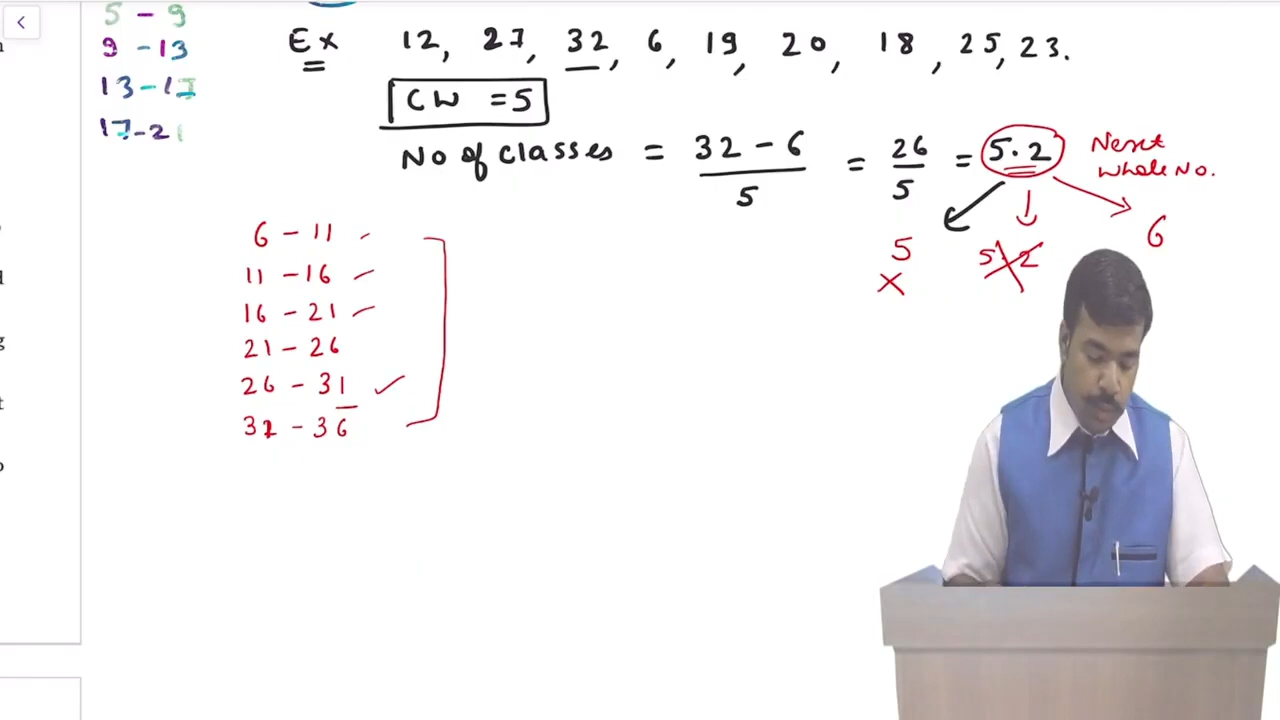 5 - 9
9 - 13
13 - 17
17 - 21
Ex 12, 27, 32, 6, 19, 20, 18, 25, 23.
CW = 5
No of classes = 32 - 6 / 5 = 26 / 5 = 5.2
Nerest
whole No.
5 5.2 6
×
6 - 11
11 - 16
16 - 21
21 - 26
26 - 31 ✓
31 - 36